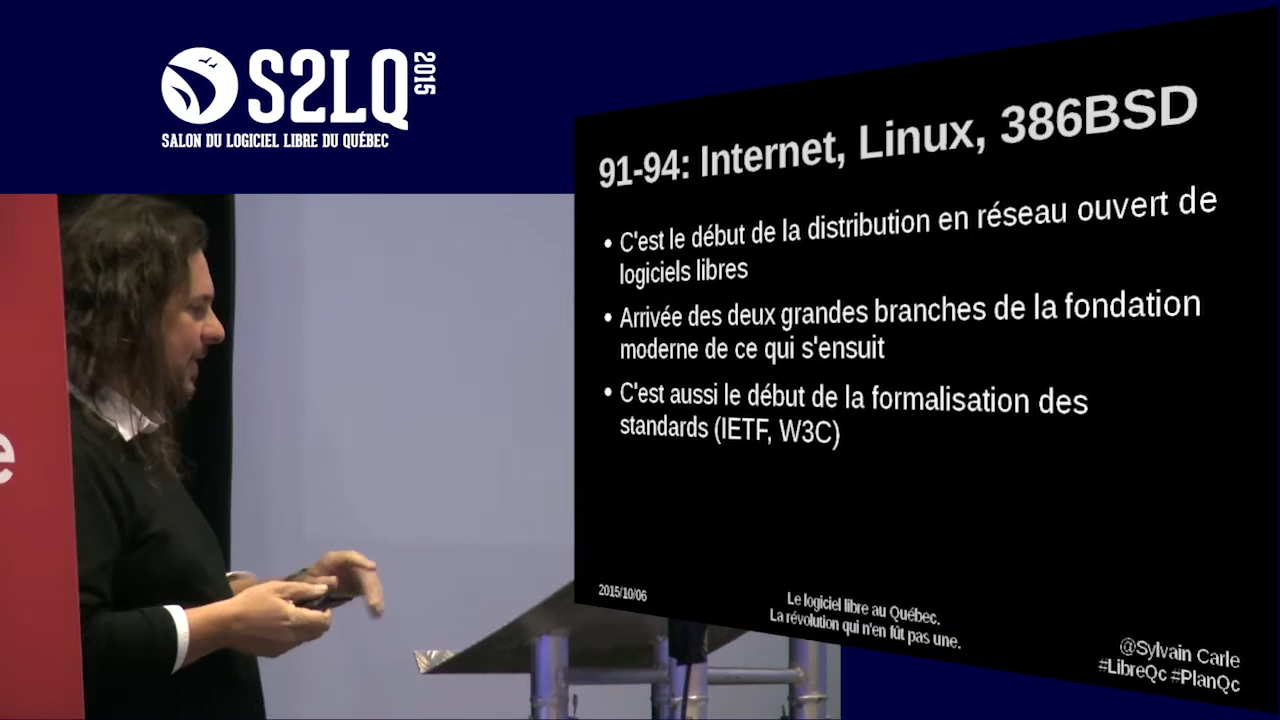 S2LQ 2015
SALON DU LOGICIEL LIBRE DU QUÉBEC
91-94: Internet, Linux, 386BSD
• C'est le début de la distribution en réseau ouvert de
logiciels libres
• Arrivée des deux grandes branches de la fondation
moderne de ce qui s'ensuit
• C'est aussi le début de la formalisation des
standards (IETF, W3C)
2015/10/06
Le logiciel libre au Québec.
La révolution qui n'en fût pas une.
@Sylvain Carle
#LibreQc #PlanQc
e